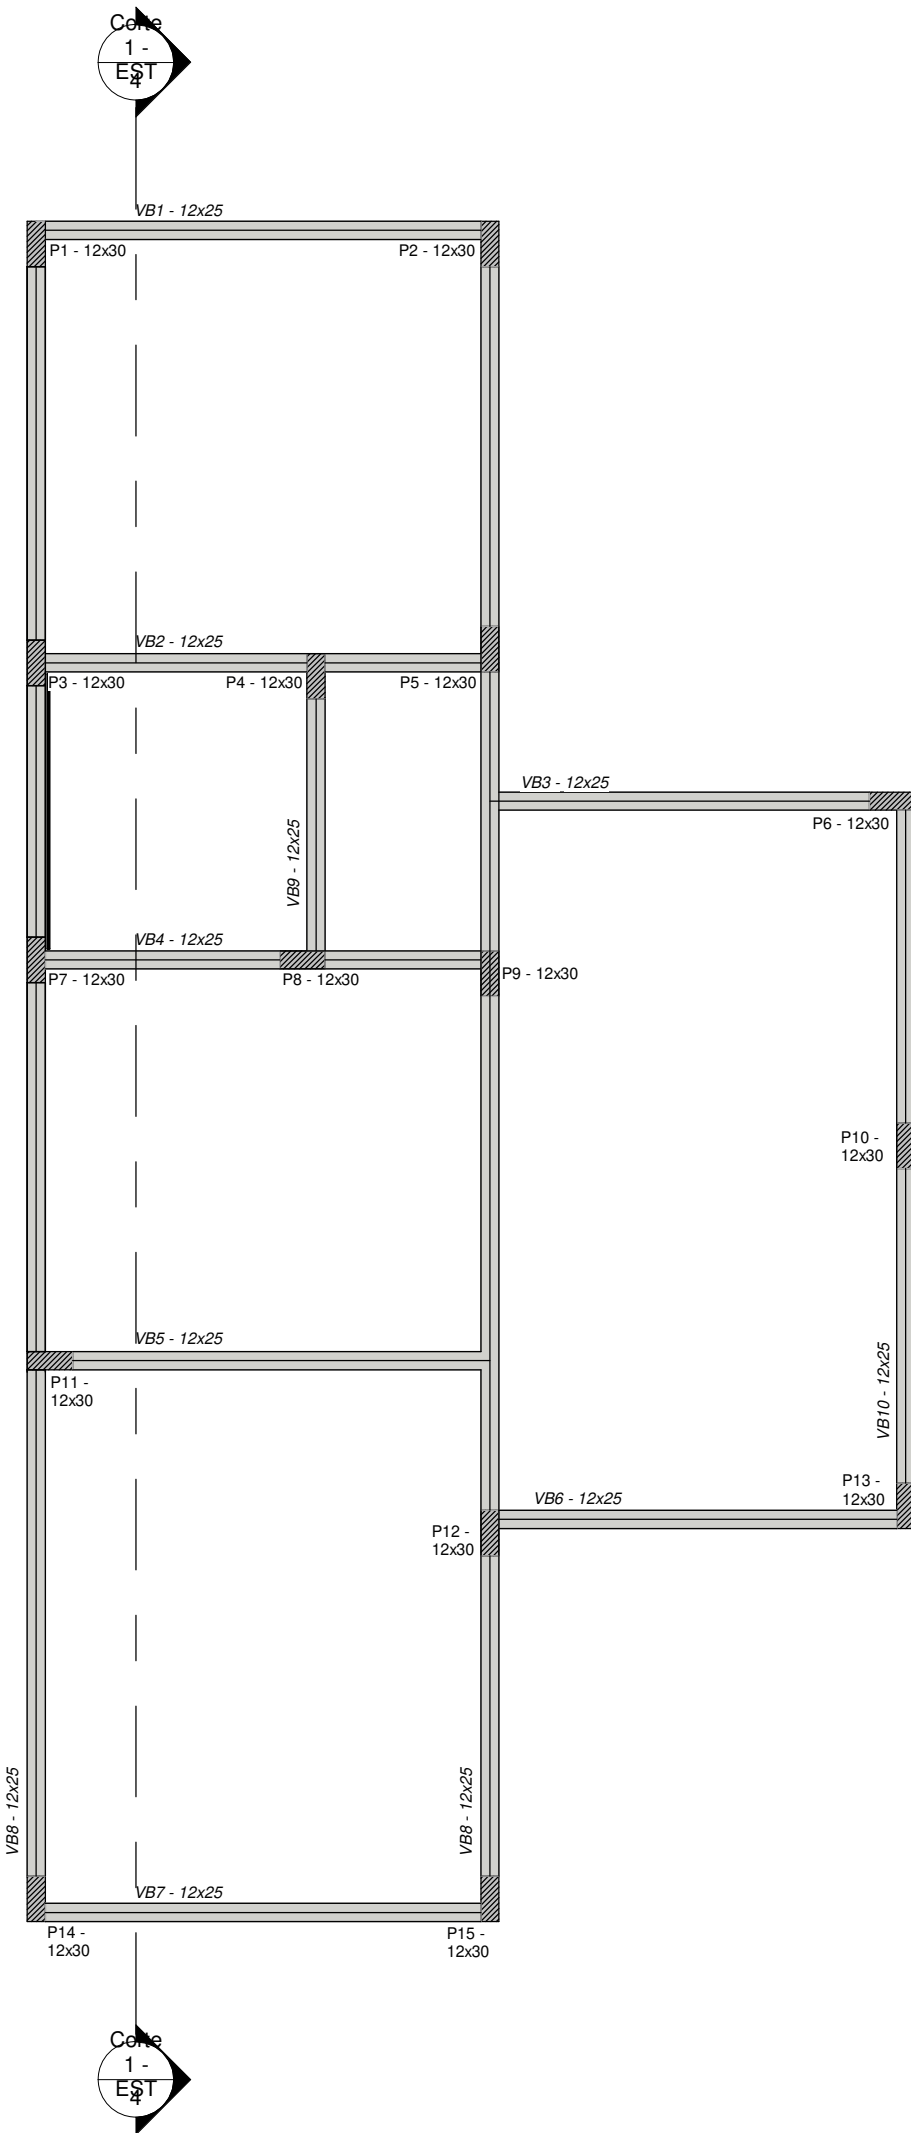 Corte
1 -
EST
4
VB1 - 12x25
P1 - 12x30
P2 - 12x30
VB2 - 12x25
P3 - 12x30
P4 - 12x30
P5 - 12x30
VB3 - 12x25
P6 - 12x30
VB9 - 12x25
VB4 - 12x25
P7 - 12x30
P8 - 12x30
P9 - 12x30
P10 -
12x30
VB5 - 12x25
P11 -
12x30
VB10 - 12x25
P13 -
12x30
VB6 - 12x25
P12 -
12x30
VB8 - 12x25
VB8 - 12x25
VB7 - 12x25
P14 -
12x30
P15 -
12x30
Corte
1 -
EST
4